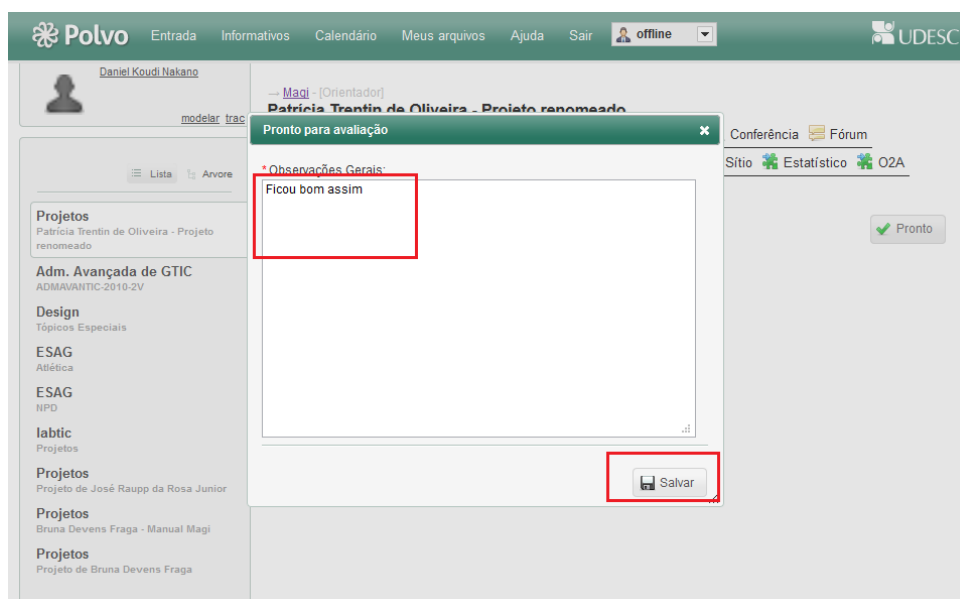 Polvo Entrada Informativos Calendário Meus arquivos Ajuda Sair offline UDESC
Daniel Koudi Nakano
modelar trac
→ Magi - [Orientador]
Patrícia Trentin de Oliveira - Projeto renomeado
Conferência Fórum
Sítio Estatístico O2A
Pronto
Lista Arvore
Projetos
Patrícia Trentin de Oliveira - Projeto
renomeado
Adm. Avançada de GTIC
ADMAVANTIC-2010-2V
Design
Tópicos Especiais
ESAG
Atlética
ESAG
NPD
labtic
Projetos
Projetos
Projeto de José Raupp da Rosa Junior
Projetos
Bruna Devens Fraga - Manual Magi
Projetos
Projeto de Bruna Devens Fraga
Pronto para avaliação
* Observações Gerais:
Ficou bom assim
Salvar